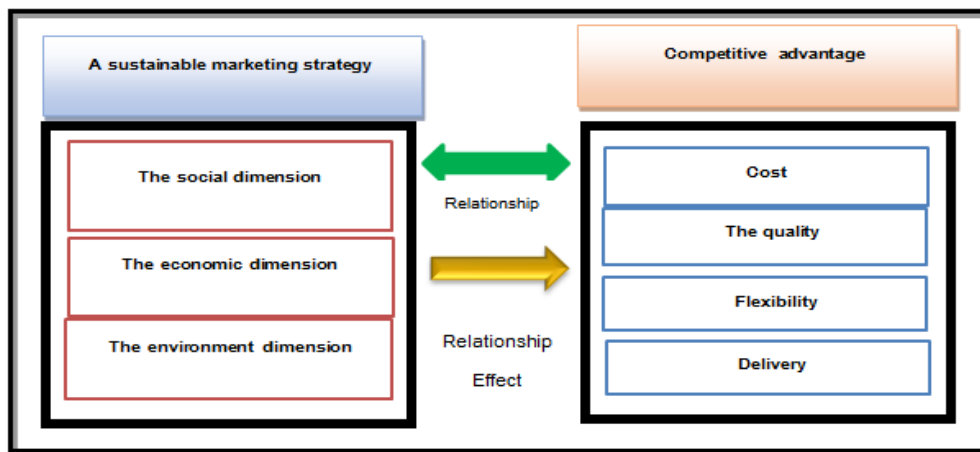 A sustainable marketing strategy
Competitive advantage
The social dimension
The economic dimension
The environment dimension
Relationship
Relationship
Effect
Cost
The quality
Flexibility
Delivery